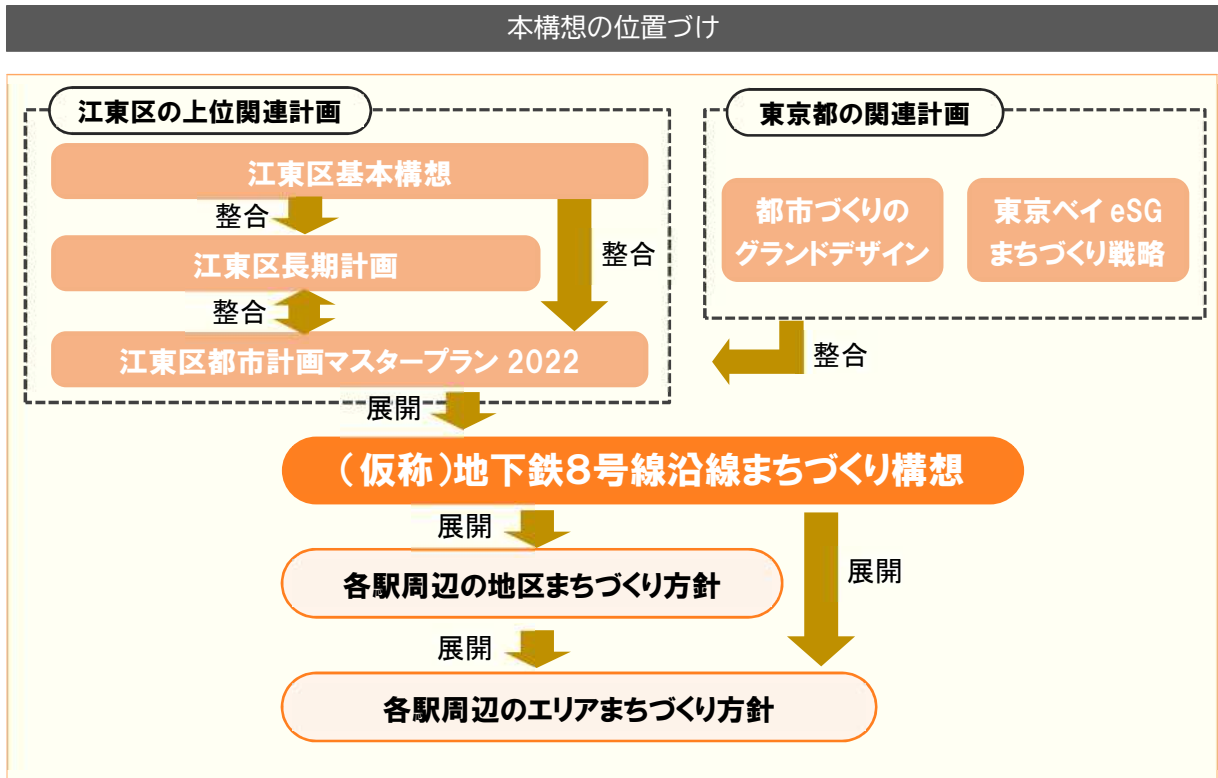 本構想の位置づけ
江東区の上位関連計画
江東区基本構想
整合
江東区長期計画
整合
整合
江東区都市計画マスタープラン 2022
東京都の関連計画
都市づくりの
グランドデザイン
東京ベイ eSG
まちづくり戦略
整合
展開
（仮称）地下鉄8号線沿線まちづくり構想
展開
各駅周辺の地区まちづくり方針
展開
展開
各駅周辺のエリアまちづくり方針